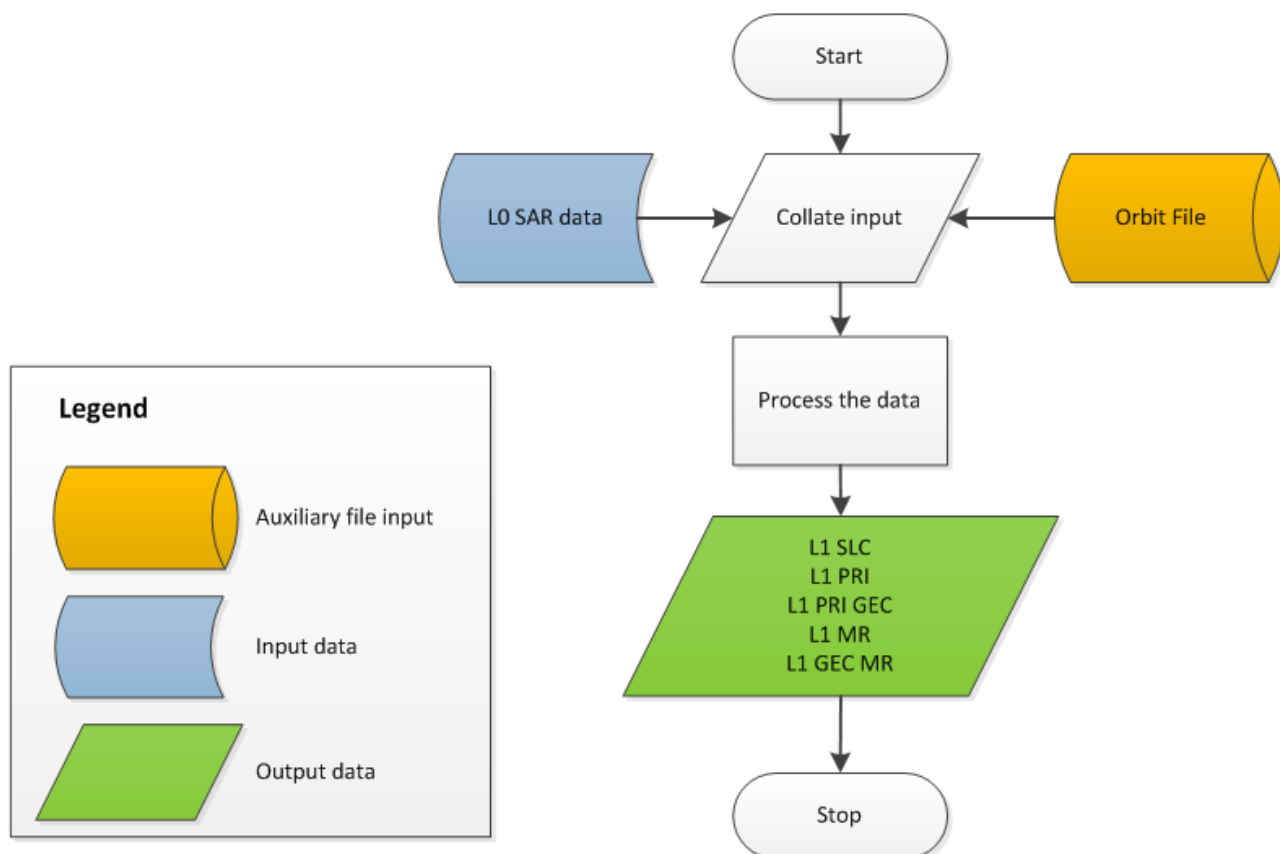 Start
L0 SAR data
Collate input
Orbit File
Process the data
Legend
Auxiliary file input
Input data
Output data
L1 SLC
L1 PRI
L1 PRI GEC
L1 MR
L1 GEC MR
Stop